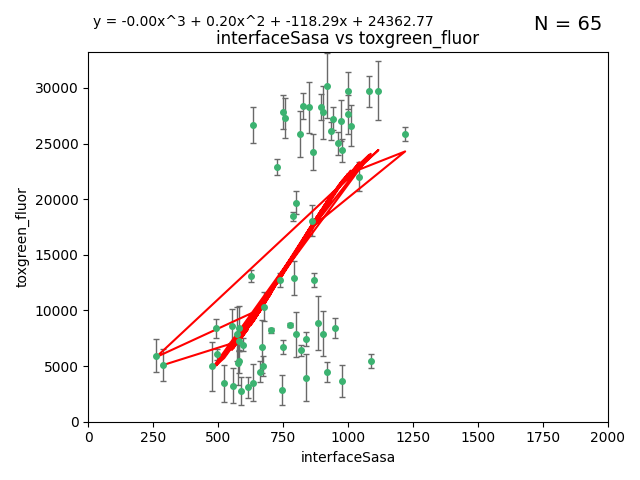 y = -0.00x^3 + 0.20x^2 + -118.29x + 24362.77
N = 65
interfaceSasa vs toxgreen_fluor
30000
25000
20000
15000
10000
5000
0
toxgreen_fluor
0 250 500 750 1000 1250 1500 1750 2000
interfaceSasa